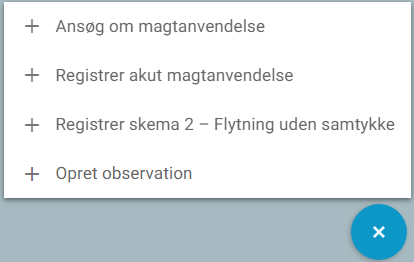 Ansøg om magtanvendelse
Registrer akut magtanvendelse
Registrer skema 2 – Flytning uden samtykke
Opret observation